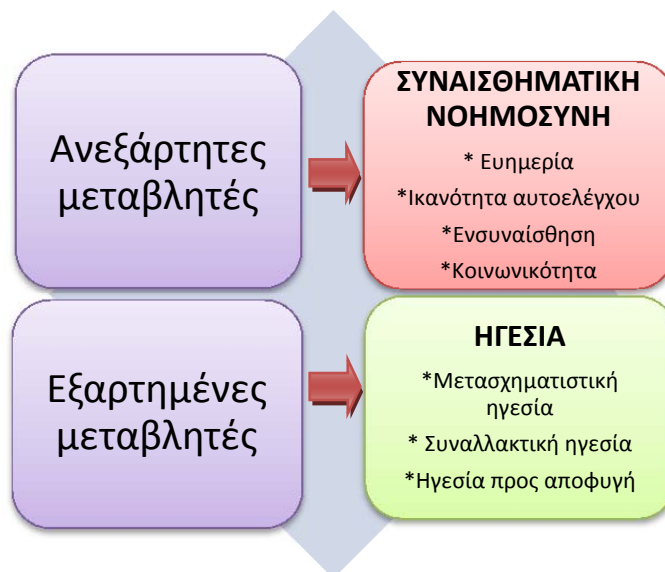 Ανεξάρτητες
μεταβλητές
ΣΥΝΑΙΣΘΗΜΑΤΙΚΗ
ΝΟΗΜΟΣΥΝΗ
* Ευημερία
*Ικανότητα αυτοελέγχου
*Ενσυναίσθηση
*Κοινωνικότητα
Εξαρτημένες
μεταβλητές
ΗΓΕΣΙΑ
*Μετασχηματιστική
ηγεσία
* Συναλλακτική ηγεσία
*Ηγεσία προς αποφυγή